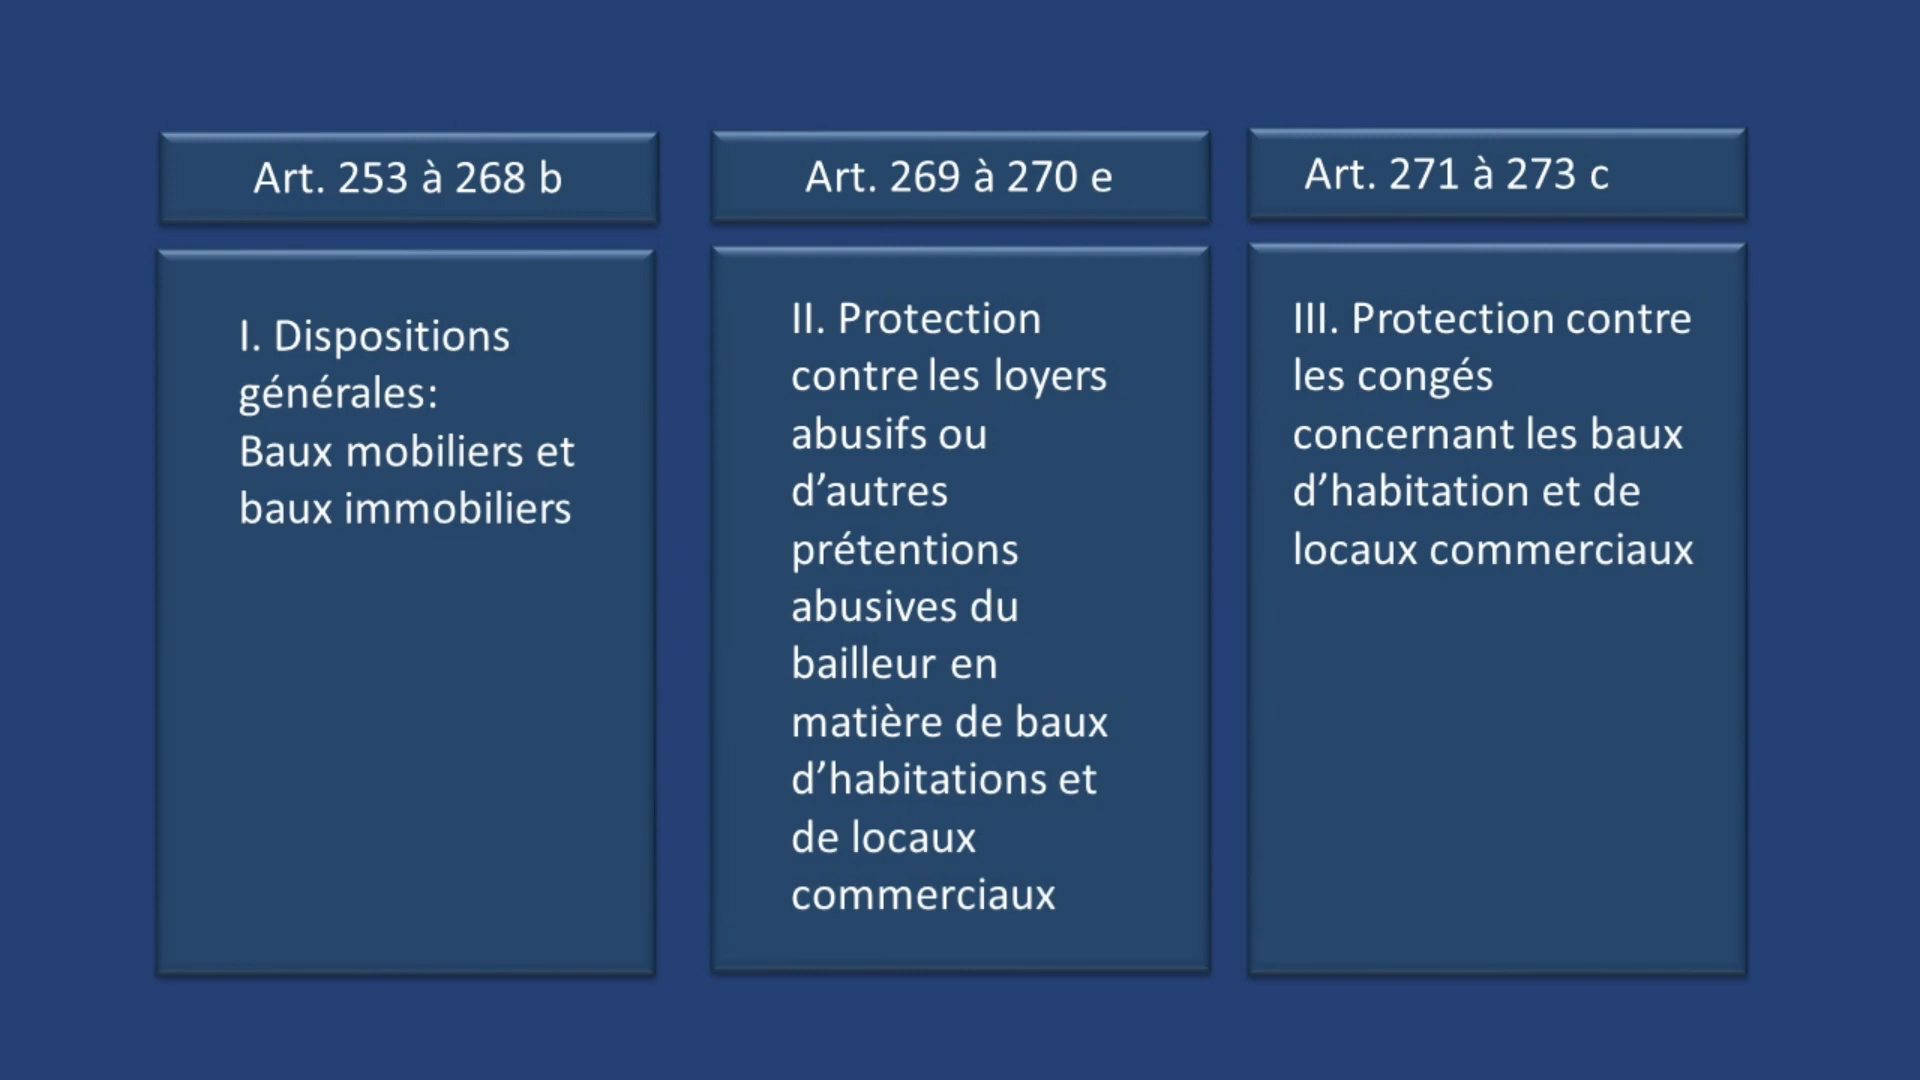 Art. 253 à 268 b
I. Dispositions
générales:
Baux mobiliers et
baux immobiliers
Art. 269 à 270 e
II. Protection
contre les loyers
abusifs ou
d’autres
prétentions
abusives du
bailleur en
matière de baux
d’habitations et
de locaux
commerciaux
Art. 271 à 273 c
III. Protection contre
les congés
concernant les baux
d’habitation et de
locaux commerciaux